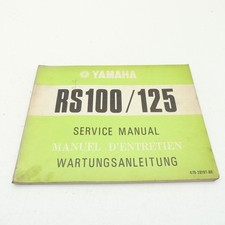 YAMAHA
RS100/125
SERVICE MANUAL
MANUEL D'ENTRETIEN
WARTUNGSANLEITUNG